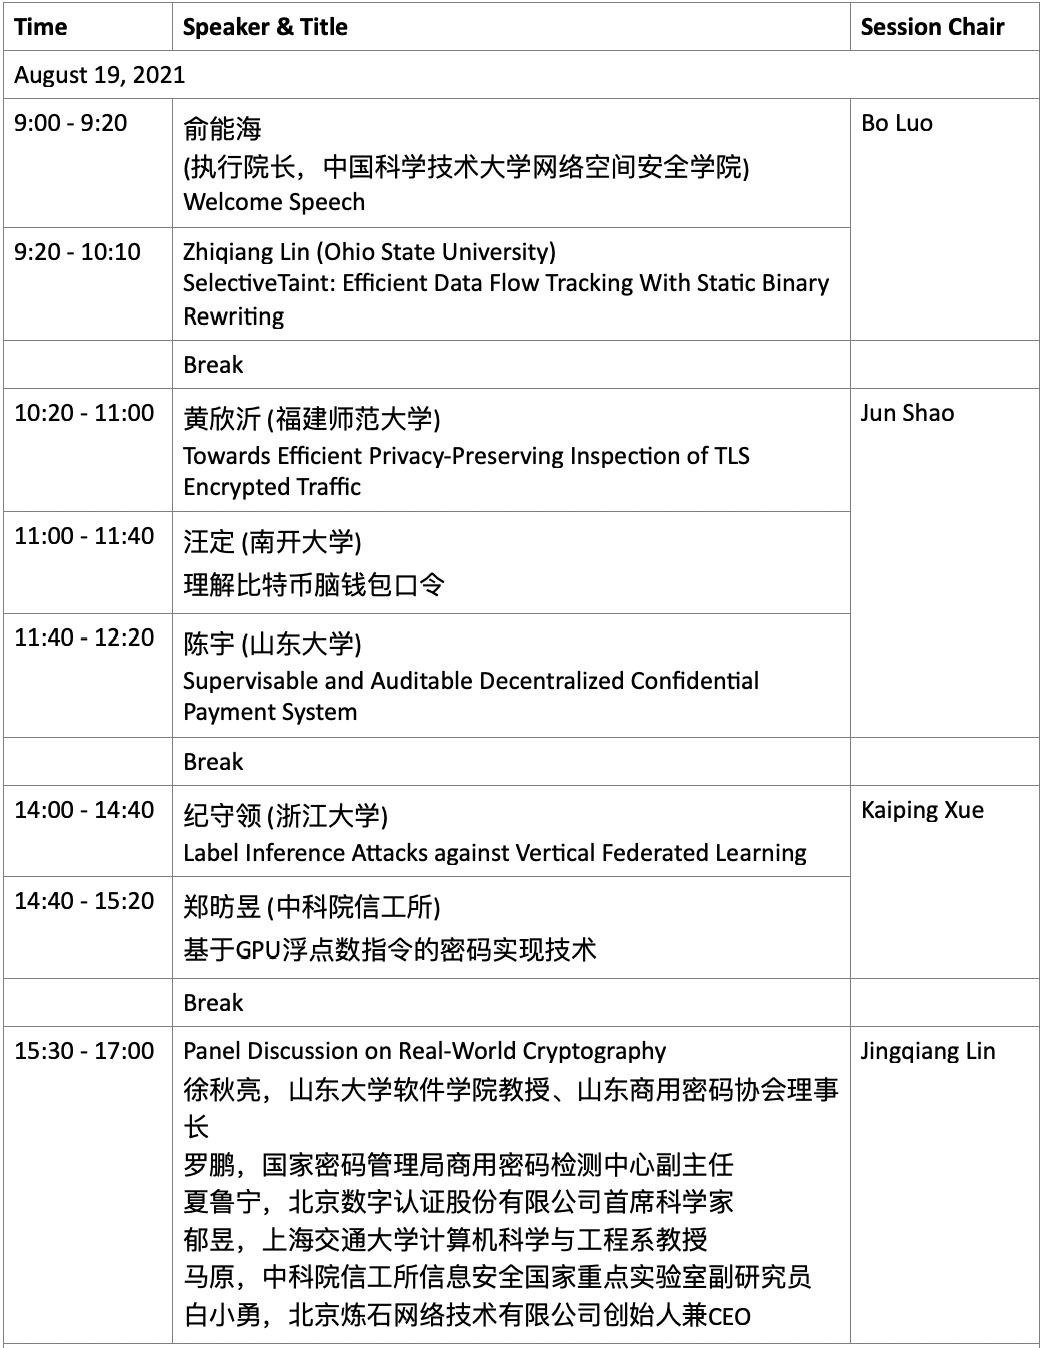 Time Speaker & Title Session Chair
August 19, 2021
9:00 - 9:20 俞能海 Bo Luo
(执行院长，中国科学技术大学网络空间安全学院)
Welcome Speech
9:20 - 10:10 Zhiqiang Lin (Ohio State University)
SelectiveTaint: Efficient Data Flow Tracking With Static Binary
Rewriting
Break
10:20 - 11:00 黄欣沂 (福建师范大学) Jun Shao
Towards Efficient Privacy-Preserving Inspection of TLS
Encrypted Traffic
11:00 - 11:40 汪定 (南开大学)
理解比特币脑钱包口令
11:40 - 12:20 陈宇 (山东大学)
Supervisable and Auditable Decentralized Confidential
Payment System
Break
14:00 - 14:40 纪守领 (浙江大学) Kaiping Xue
Label Inference Attacks against Vertical Federated Learning
14:40 - 15:20 郑昉昱 (中科院信工所)
基于GPU浮点数指令的密码实现技术
Break
15:30 - 17:00 Panel Discussion on Real-World Cryptography Jingqiang Lin
徐秋亮，山东大学软件学院教授、山东商用密码协会理事
长
罗鹏，国家密码管理局商用密码检测中心副主任
夏鲁宁，北京数字认证股份有限公司首席科学家
郁昱，上海交通大学计算机科学与工程系教授
马原，中科院信工所信息安全国家重点实验室副研究员
白小勇，北京炼石网络技术有限公司创始人兼CEO